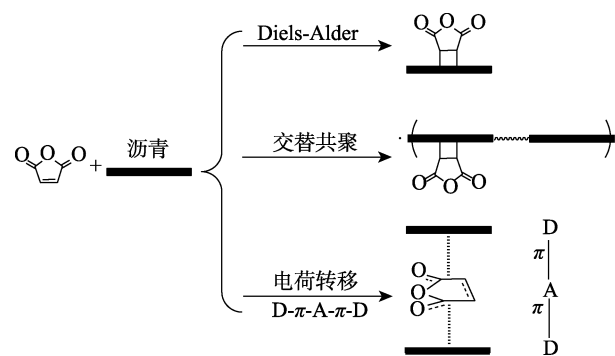 Diels-Alder
O O O
O O O + 沥青
交替共聚
O O O
电荷转移
D-π-A-π-D
O O O
D
π
A
π
D